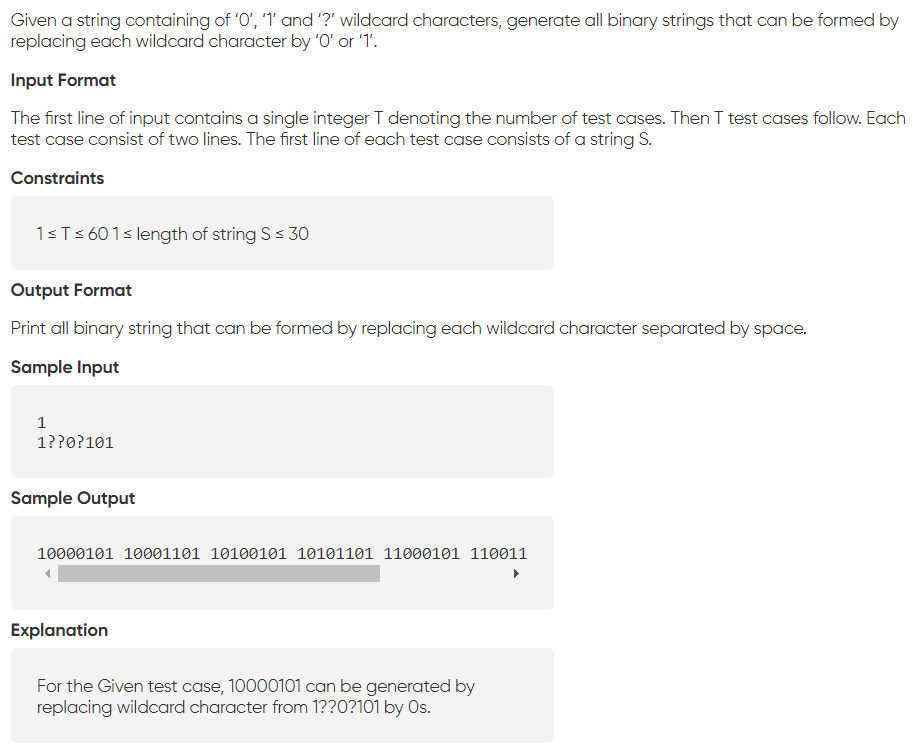 Given a string containing of '0', '1' and '?' wildcard characters, generate all binary strings that can be formed by
replacing each wildcard character by '0' or '1'.
Input Format
The first line of input contains a single integer T denoting the number of test cases. Then T test cases follow. Each
test case consist of two lines. The first line of each test case consists of a string S.
Constraints
1 ≤ T ≤ 60 1 ≤ length of string S ≤ 30
Output Format
Print all binary string that can be formed by replacing each wildcard character separated by space.
Sample Input
1
1??0?101
Sample Output
10000101 10001101 10100101 10101101 11000101 110011
Explanation
For the Given test case, 10000101 can be generated by
replacing wildcard character from 1??0?101 by 0s.